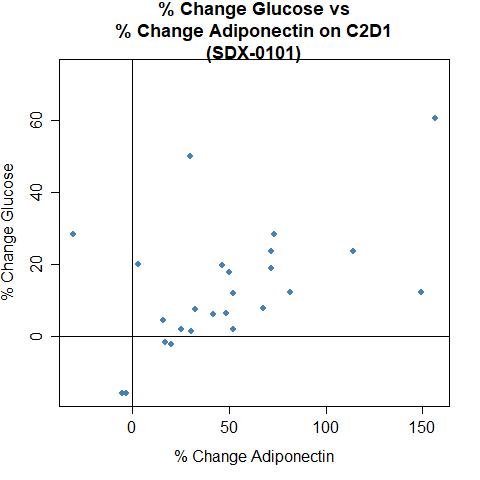 % Change Glucose vs
% Change Adiponectin on C2D1
(SDX-0101)
% Change Glucose
60
40
20
0
0 50 100 150
% Change Adiponectin